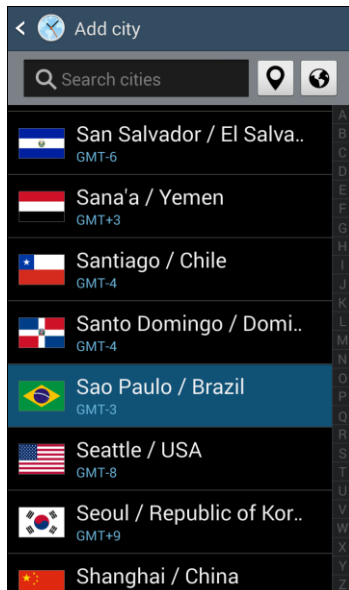 Add city
Search cities
San Salvador / El Salva..
GMT-6
Sana'a / Yemen
GMT+3
Santiago / Chile
GMT-4
Santo Domingo / Domi..
GMT-4
Sao Paulo / Brazil
GMT-3
Seattle / USA
GMT-8
Seoul / Republic of Kor..
GMT+9
Shanghai / China
A
B
C
D
E
F
G
H
I
J
K
L
M
N
O
P
Q
R
S
T
U
V
W
X
Y
Z